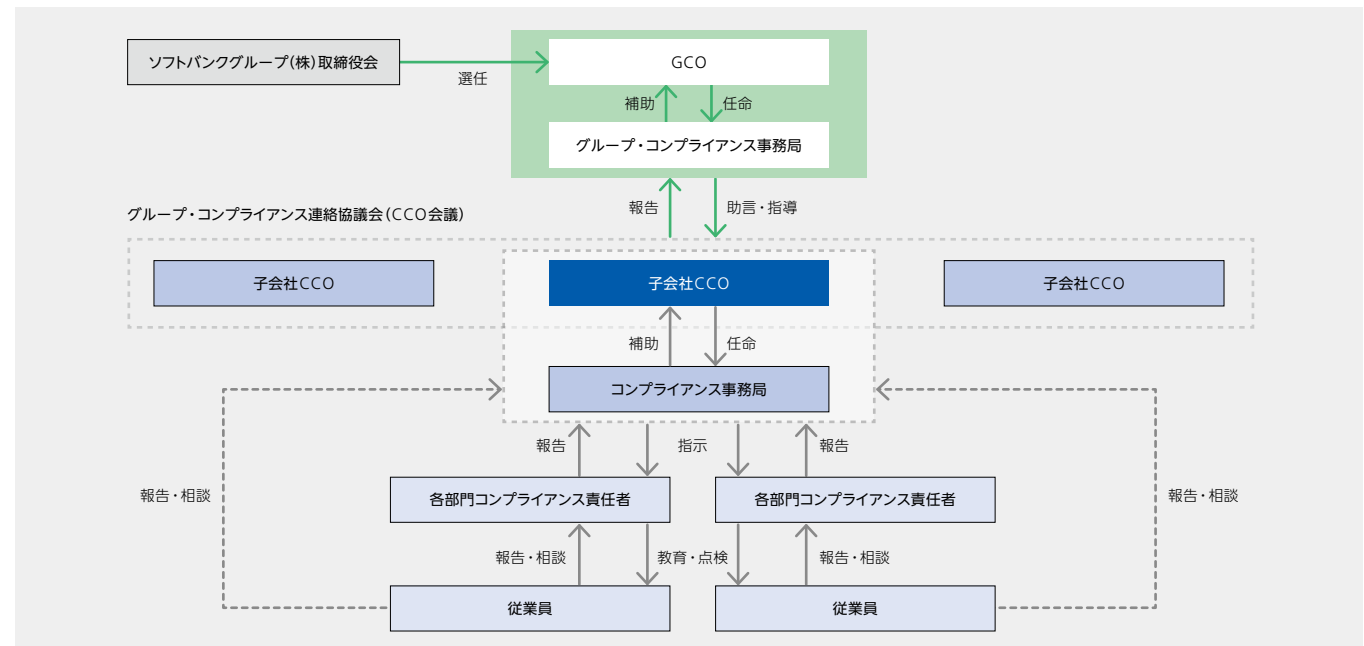 ソフトバンクグループ(株)取締役会
選任
GCO
補助
任命
グループ・コンプライアンス事務局
報告
助言・指導
グループ・コンプライアンス連絡協議会(CCO会議)
子会社CCO
子会社CCO
子会社CCO
補助
任命
コンプライアンス事務局
報告
指示
報告
報告・相談
各部門コンプライアンス責任者
各部門コンプライアンス責任者
報告・相談
報告・相談
教育・点検
報告・相談
従業員
従業員